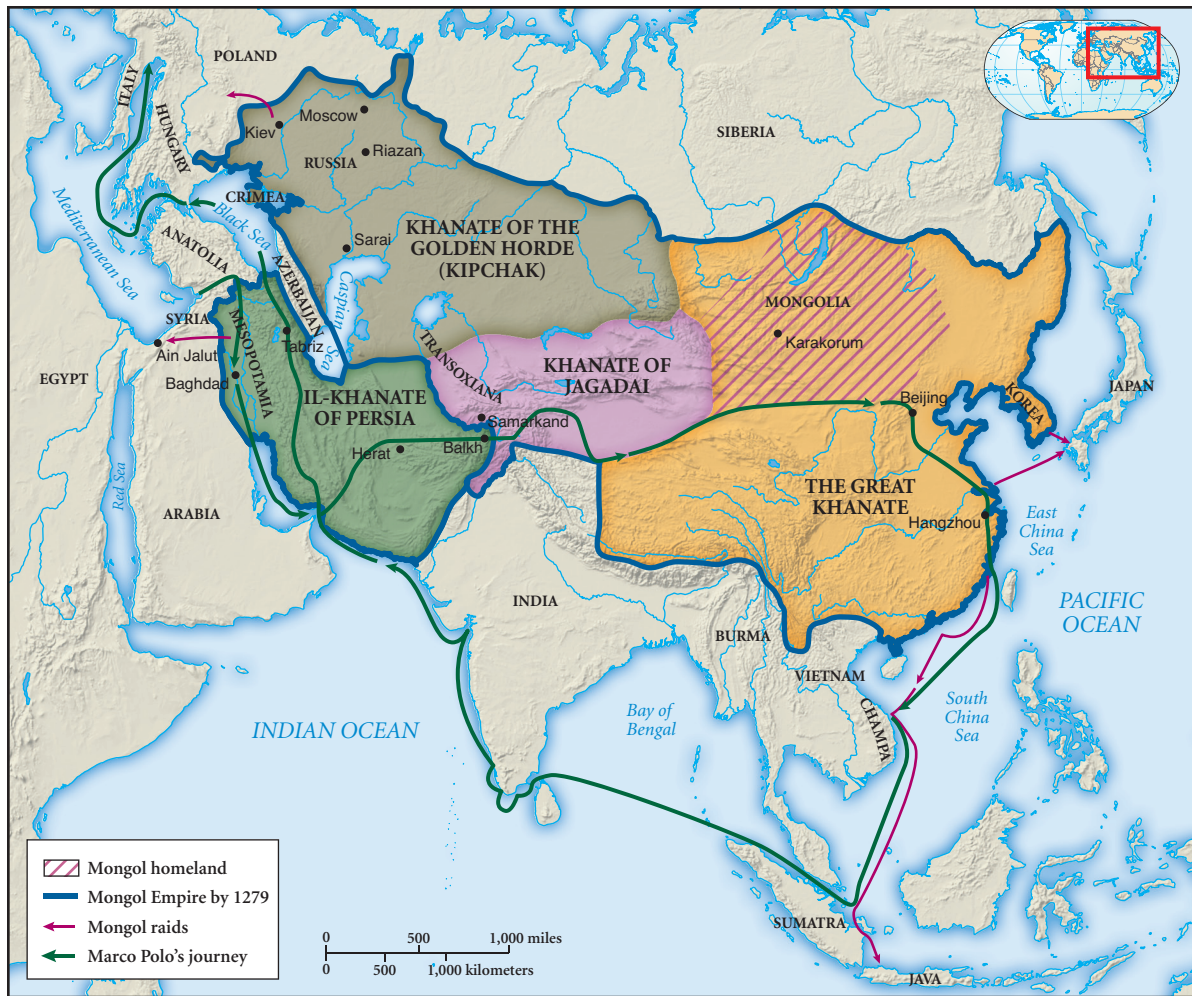 POLAND
ITALY
HUNGARY
Moscow
Kiev
RUSSIA
Riazan
SIBERIA
CRIMEA
Black Sea
Mediterranean Sea
ANATOLIA
Sarai
KHANATE OF THE
GOLDEN HORDE
(KIPCHAK)
AZERBAIJAN
Caspian
Sea
MONGOLIA
Karakorum
SYRIA
MESOPOTAMIA
Tabriz
TRANSOXIANA
KHANATE OF
JAGADAI
Ain Jalut
Baghdad
EGYPT
IL-KHANATE
OF PERSIA
Samarkand
Balkh
Herat
Beijing
KOREA
JAPAN
Red Sea
ARABIA
THE GREAT
KHANATE
Hangzhou
East
China
Sea
INDIA
BURMA
VIETNAM
CHAMPA
PACIFIC
OCEAN
INDIAN OCEAN
Bay of
Bengal
South
China
Sea
SUMATRA
JAVA
Mongol homeland
Mongol Empire by 1279
Mongol raids
Marco Polo's journey
0 500 1,000 miles
0 500 1,000 kilometers